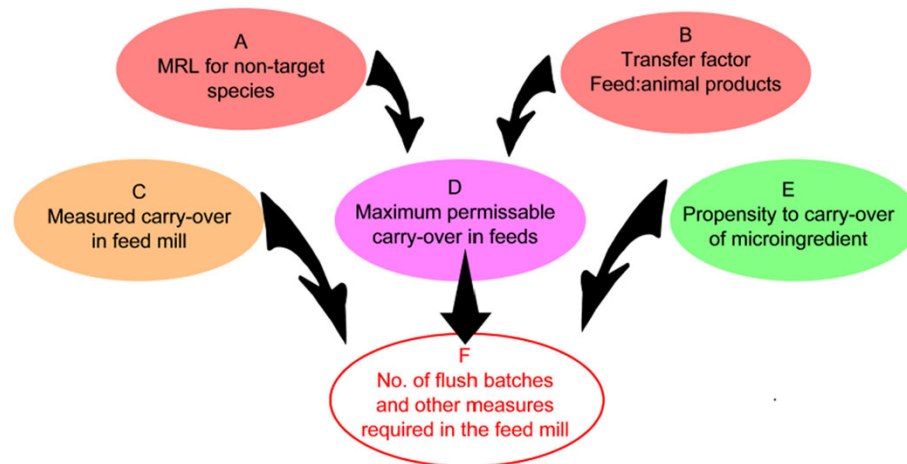 A
MRL for non-target
species
B
Transfer factor
Feed:animal products
C
Measured carry-over
in feed mill
D
Maximum permissable
carry-over in feeds
E
Propensity to carry-over
of microingredient
F
No. of flush batches
and other measures
required in the feed mill